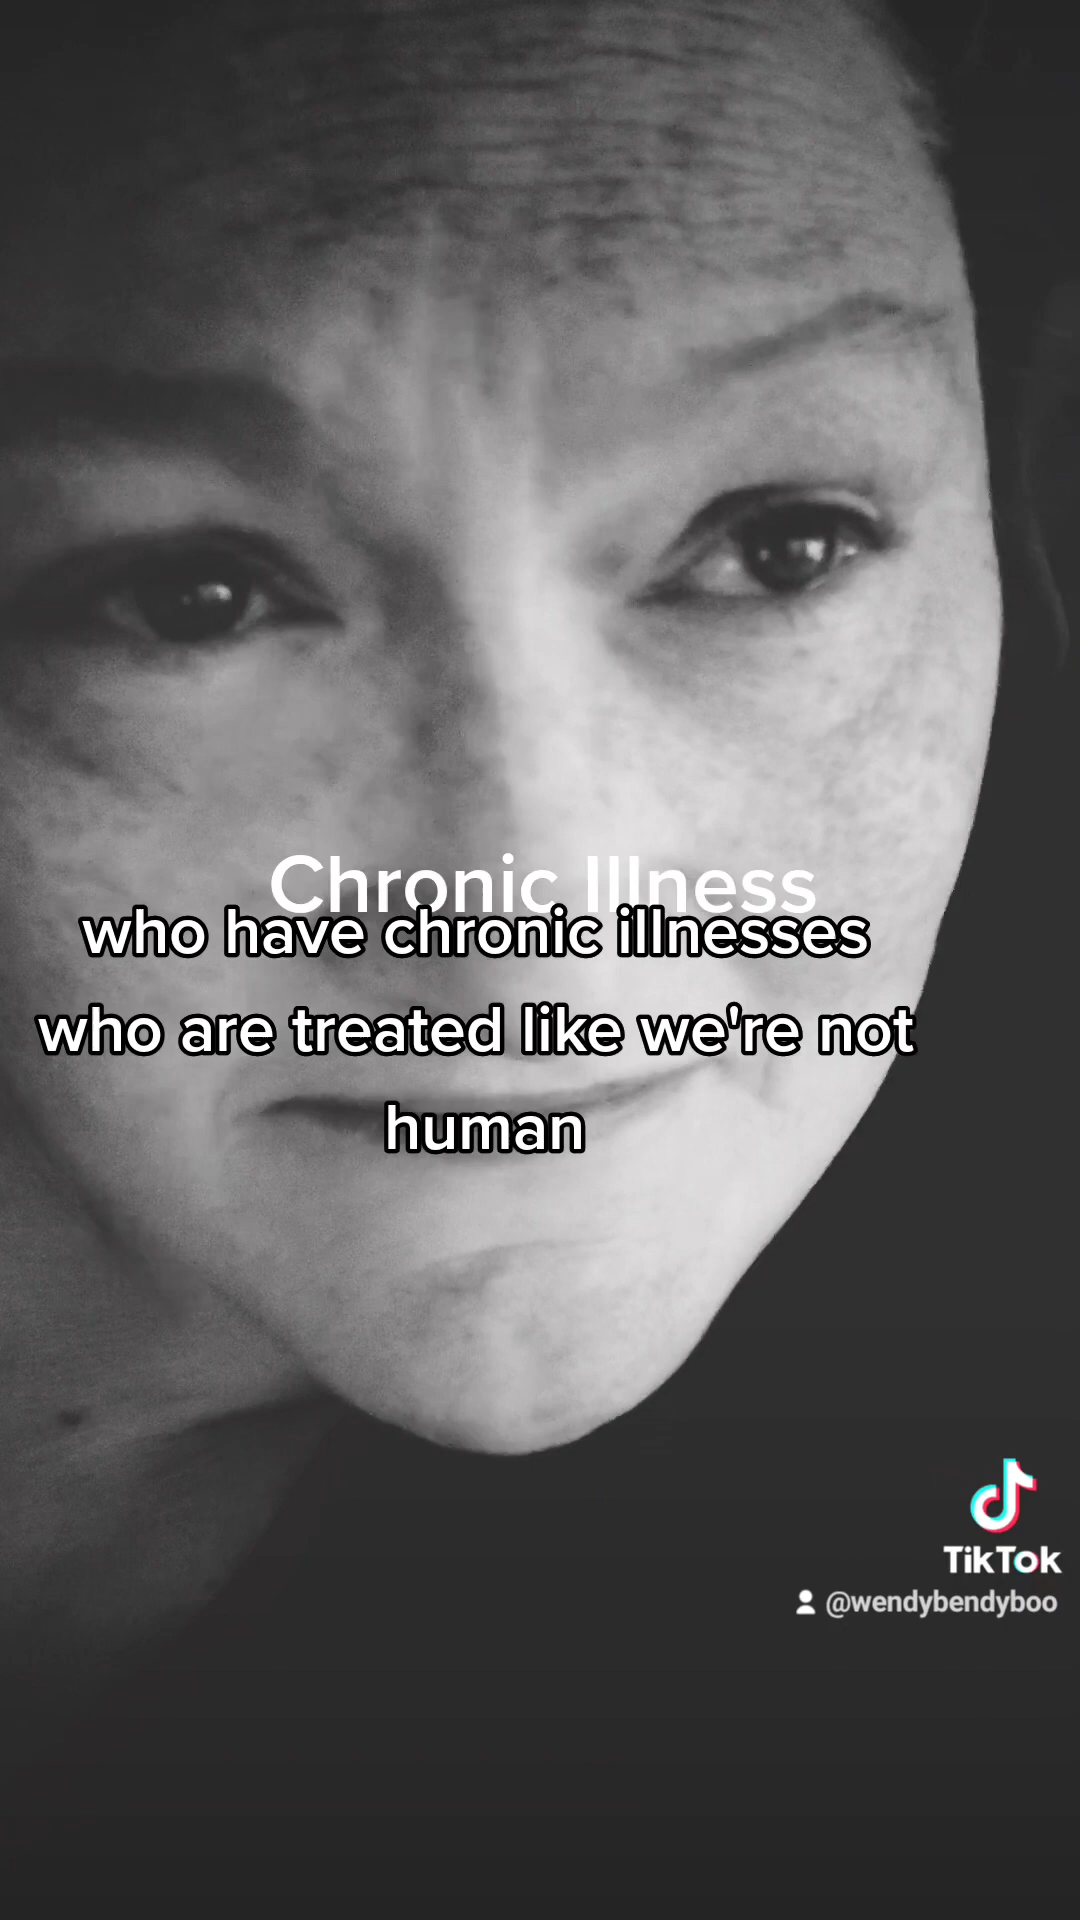 Chronic Illness
who have chronic illnesses
who are treated like we're not
human
TikTok
@wendybendyboo